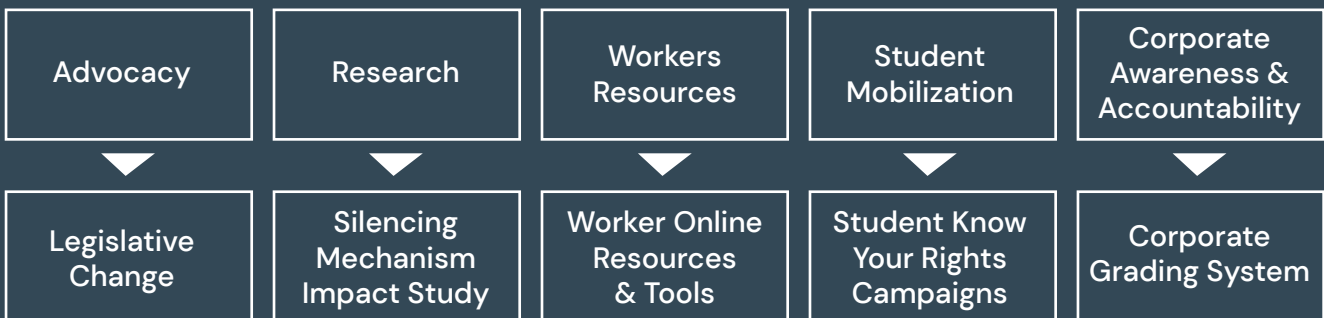 Advocacy
Research
Workers
Resources
Student
Mobilization
Corporate
Awareness &
Accountability
Legislative
Change
Silencing
Mechanism
Impact Study
Worker Online
Resources
& Tools
Student Know
Your Rights
Campaigns
Corporate
Grading System